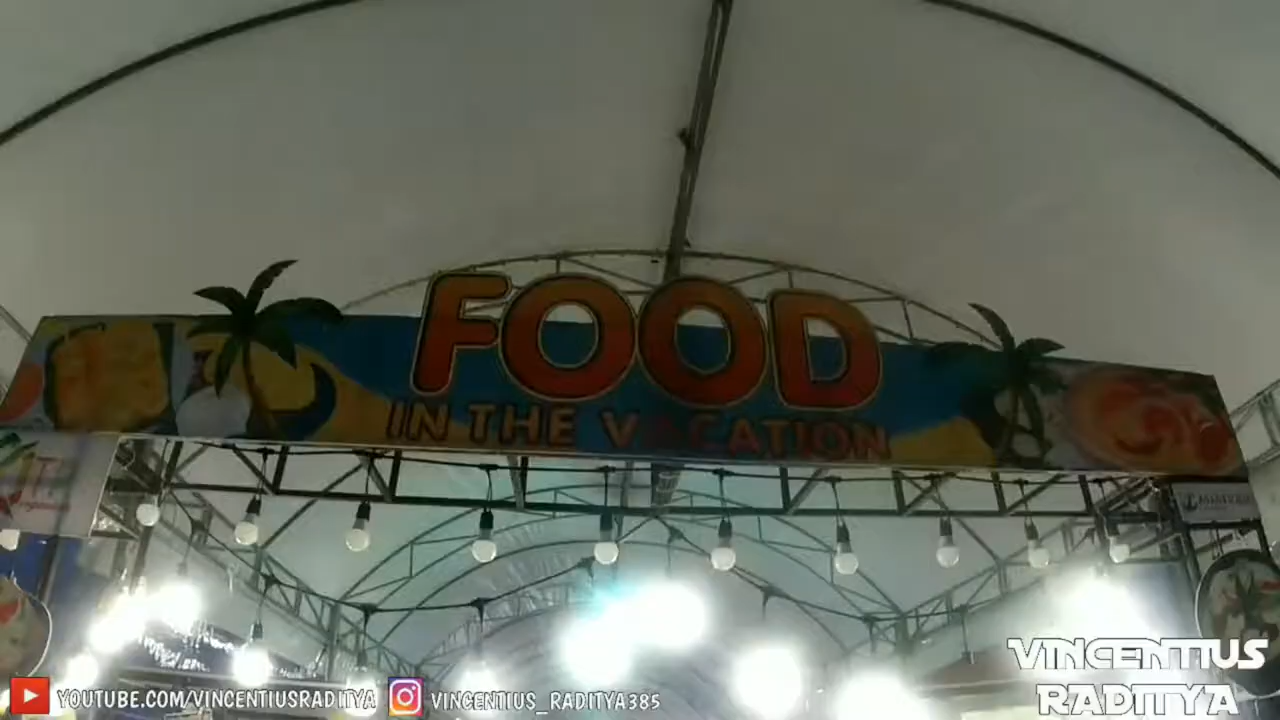 FOOD
IN THE VACATION
YOUTUBE.COM/VINCENTIUSRADITYA
VINCENTIUS_RADITYA385
VINCENTIUS
RADITYA